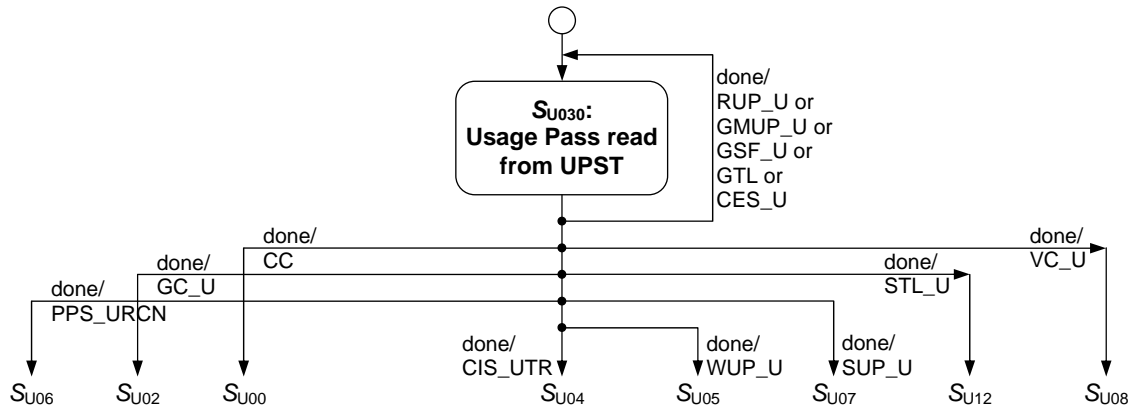 done/
RUP_U or
GMUP_U or
GSF_U or
GTL or
CES_U
SU030:
Usage Pass read
from UPST
done/
CC
done/
VC_U
done/
GC_U
done/
STL_U
done/
PPS_URCN
done/
CIS_UTR
done/
WUP_U
done/
SUP_U
SU06 SU02 SU00 SU04 SU05 SU07 SU12 SU08